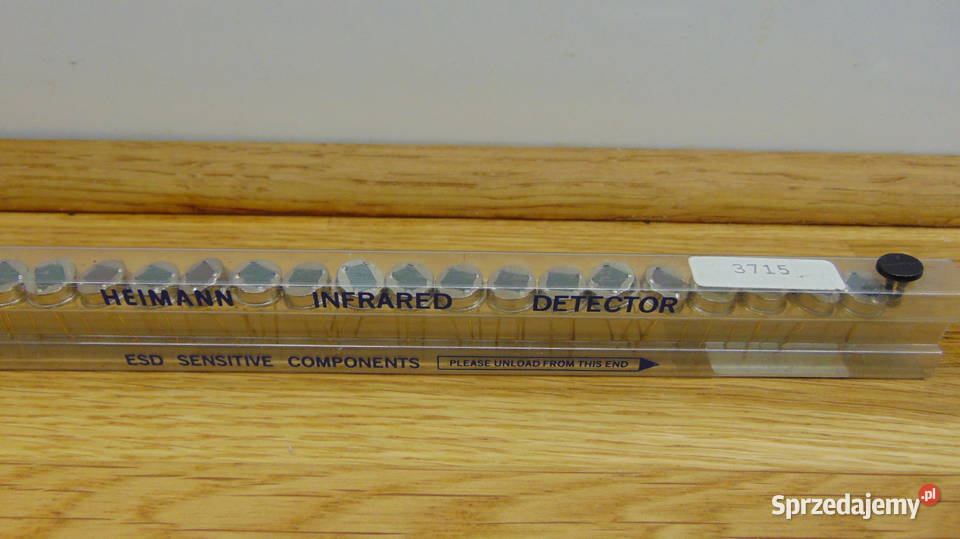 3715
HEIMANN INFRARED DETECTOR
ESD SENSITIVE COMPONENTS PLEASE UNLOAD FROM THIS END
Sprzedajemy.pl